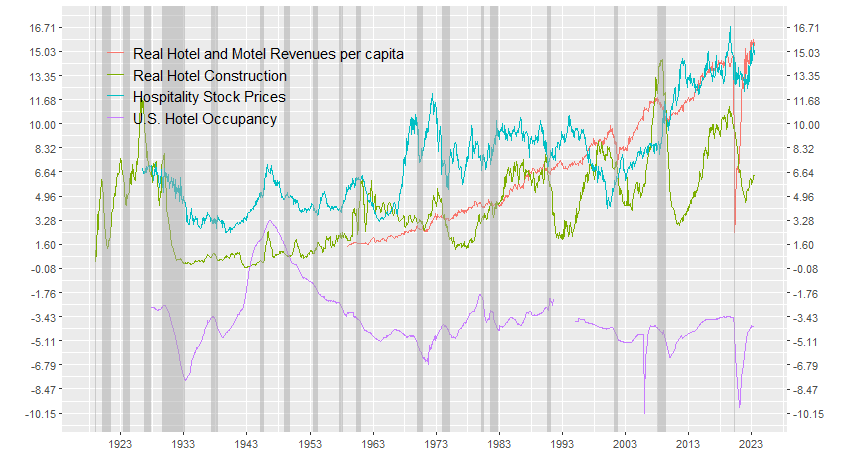 16.71 16.71
15.03 Real Hotel and Motel Revenues per capita 15.03
13.35 Real Hotel Construction 13.35
11.68 Hospitality Stock Prices 11.68
10.00 U.S. Hotel Occupancy 10.00
8.32 8.32
6.64 6.64
4.96 4.96
3.28 3.28
1.60 1.60
-0.08 -0.08
-1.76 -1.76
-3.43 -3.43
-5.11 -5.11
-6.79 -6.79
-8.47 -8.47
-10.15 -10.15
1923 1933 1943 1953 1963 1973 1983 1993 2003 2013 2023